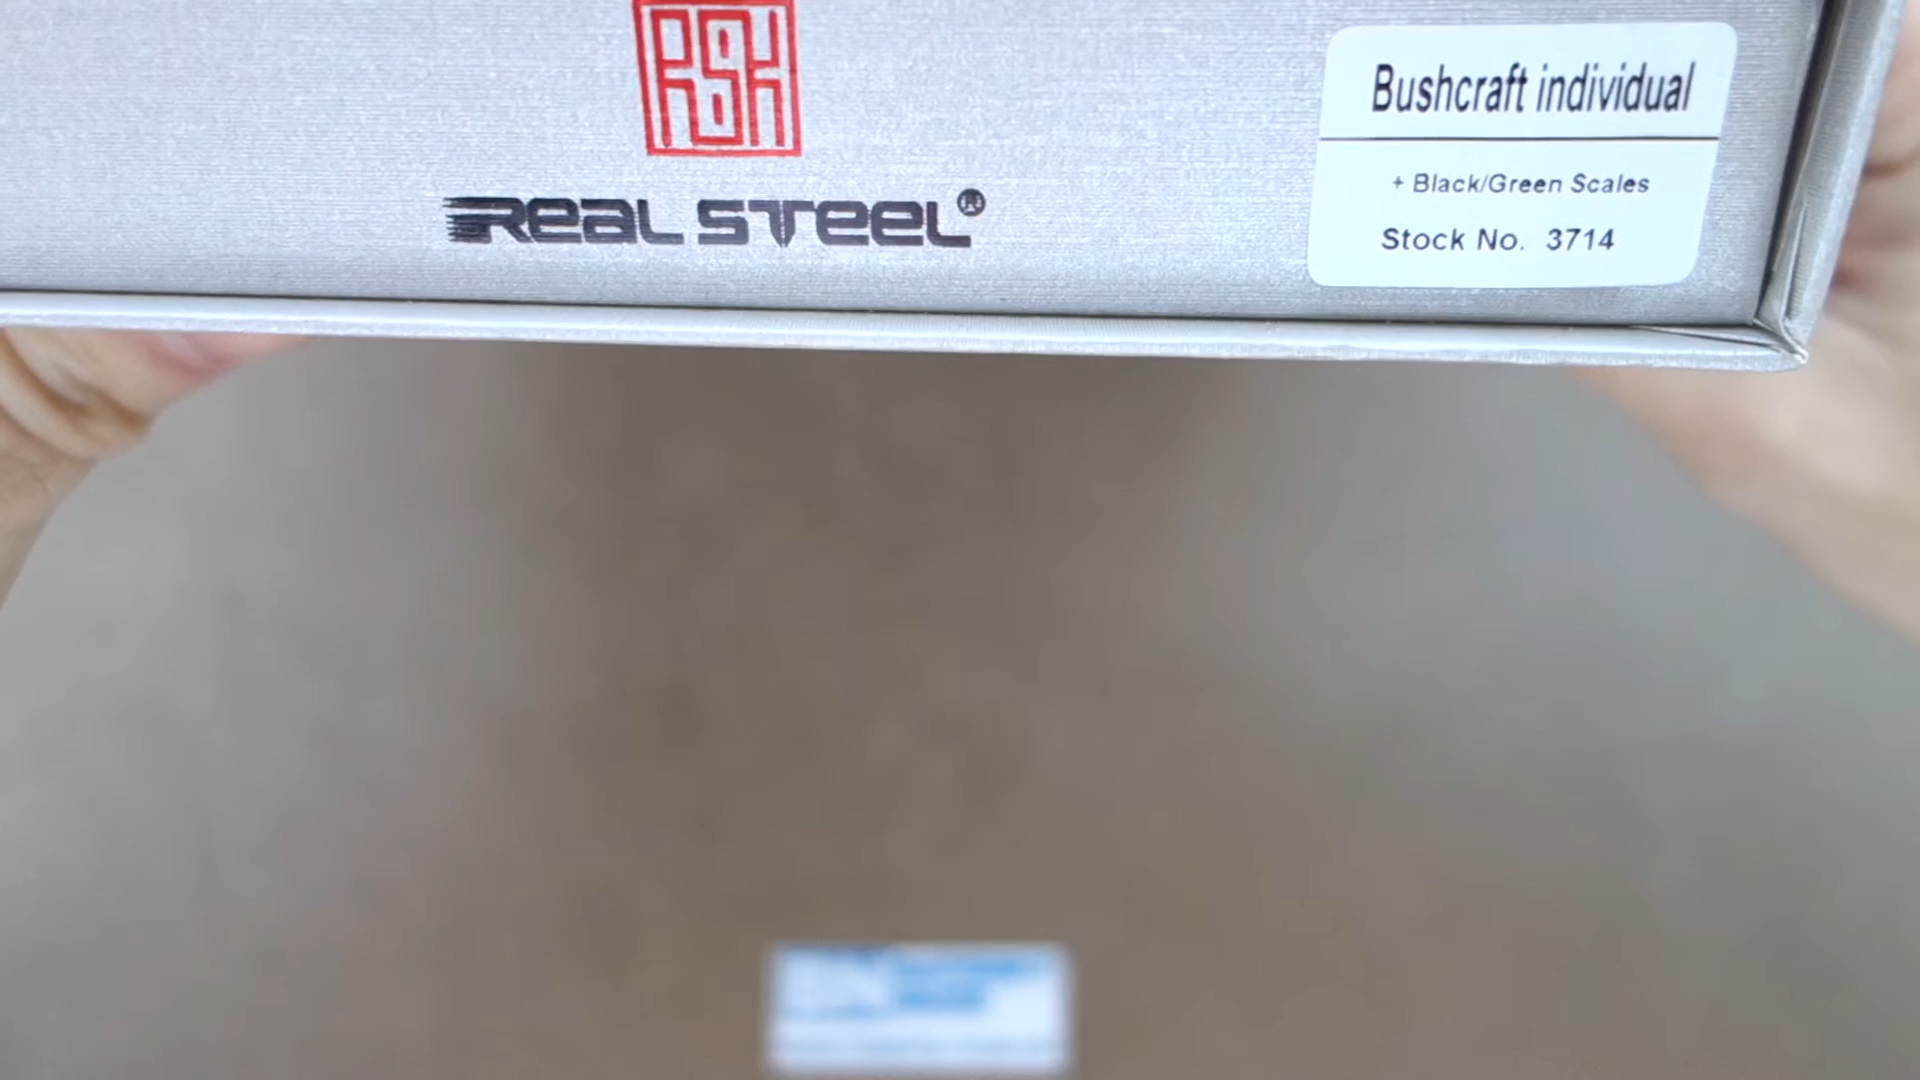 RSK
REAL STEEL®
Bushcraft individual
+ Black/Green Scales
Stock No. 3714